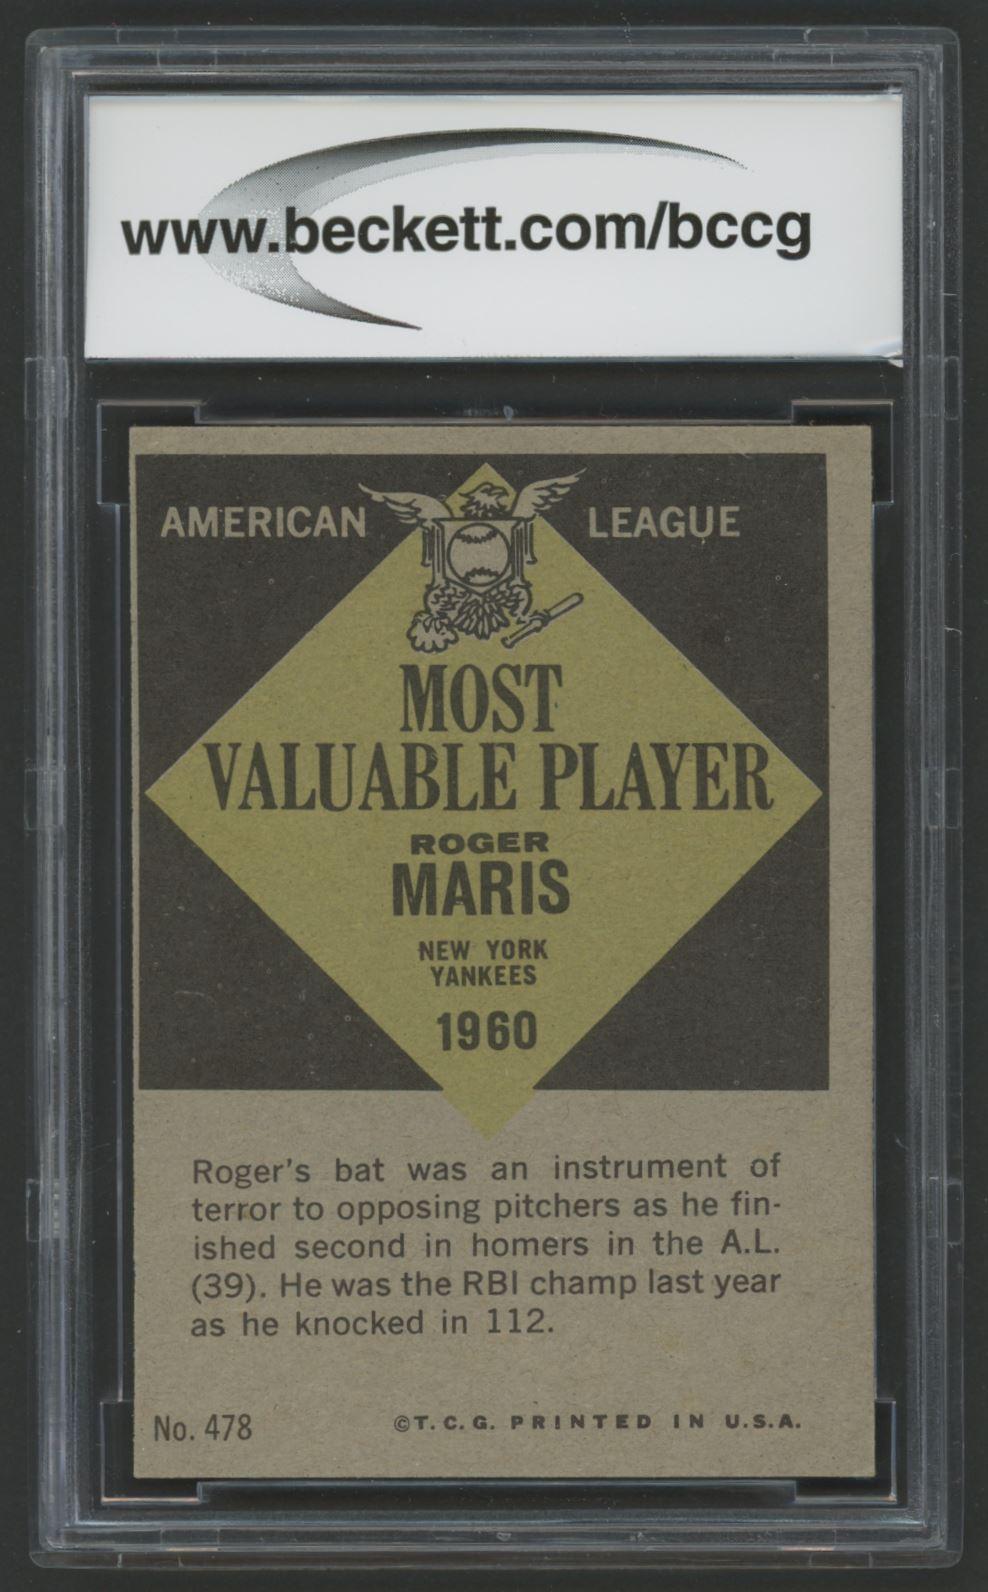 www.beckett.com/bccg
AMERICAN LEAGUE
MOST
VALUABLE PLAYER
ROGER
MARIS
NEW YORK
YANKEES
1960
Roger's bat was an instrument of
terror to opposing pitchers as he fin-
ished second in homers in the A.L.
(39). He was the RBI champ last year
as he knocked in 112.
No. 478 ©T.C.G. PRINTED IN U.S.A.